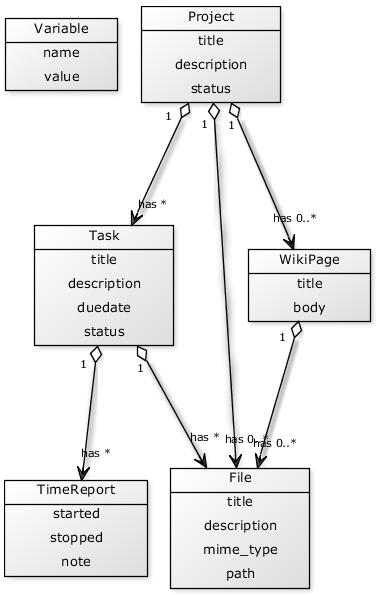 Variable
name
value
Project
title
description
status
1
1
1
has *
has 0..*
Task
title
description
duedate
status
WikiPage
title
body
1
1
1
has *
has *
has 0..*
has 0..*
TimeReport
started
stopped
note
File
title
description
mime_type
path